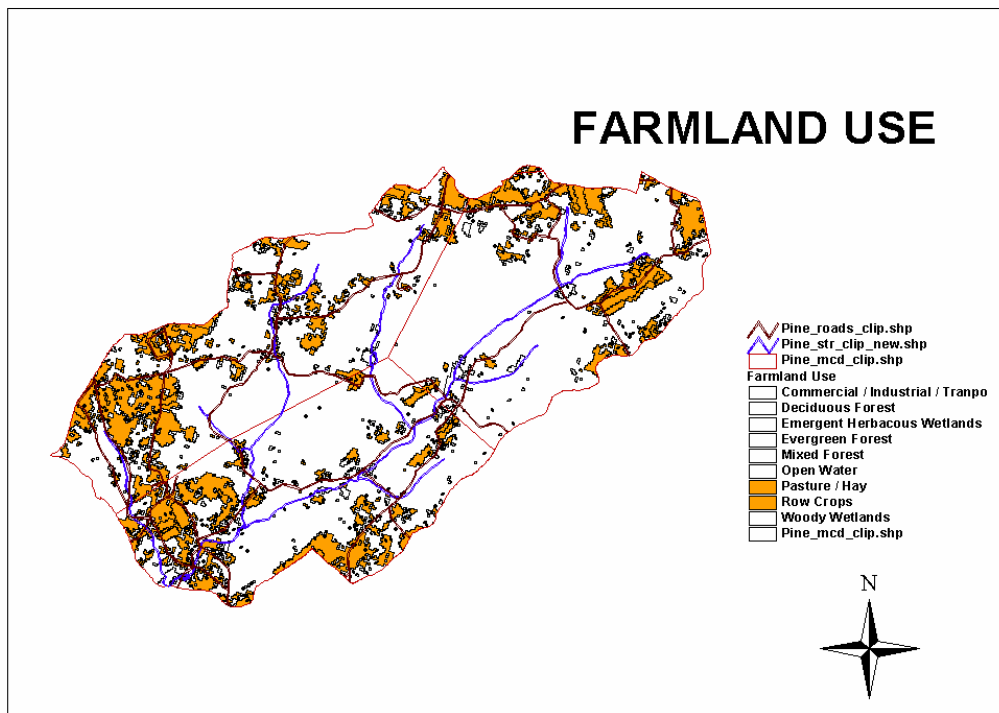 FARMLAND USE
Pine_roads_clip.shp
Pine_str_clip_new.shp
Pine_mcd_clip.shp
Farmland Use
Commercial / Industrial / Tranpo
Deciduous Forest
Emergent Herbacous Wetlands
Evergreen Forest
Mixed Forest
Open Water
Pasture / Hay
Row Crops
Woody Wetlands
Pine_mcd_clip.shp
N